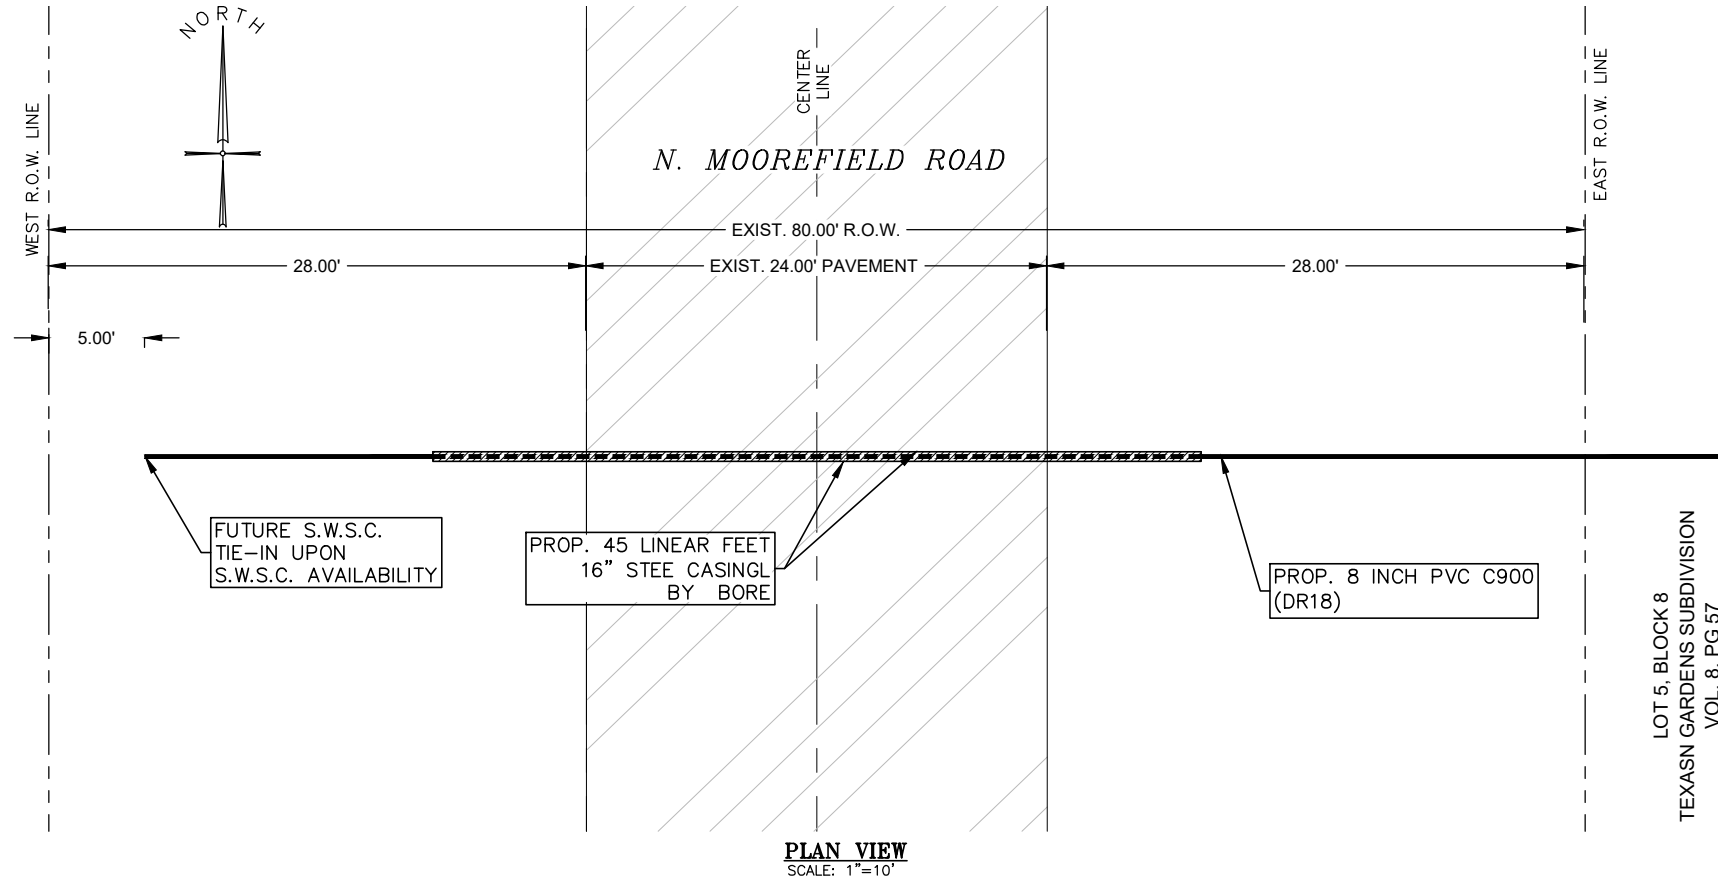 NORTH
WEST R.O.W. LINE
CENTER
LINE
EAST R.O.W. LINE
N. MOOREFIELD ROAD
EXIST. 80.00' R.O.W.
28.00'
EXIST. 24.00' PAVEMENT
28.00'
5.00'
FUTURE S.W.S.C.
TIE-IN UPON
S.W.S.C. AVAILABILITY
PROP. 45 LINEAR FEET
16" STEE CASINGL
BY BORE
PROP. 8 INCH PVC C900
(DR18)
LOT 5, BLOCK 8
TEXASN GARDENS SUBDIVISION
VOL. 8, PG 57
PLAN VIEW
SCALE: 1"=10'